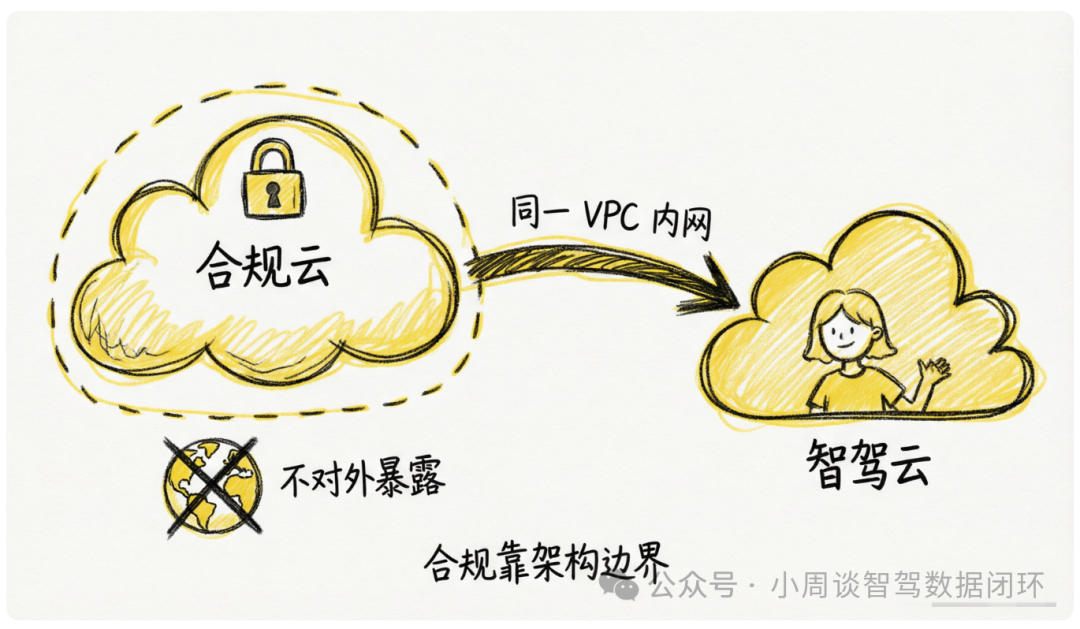 同一 VPC 内网
合规云
智驾云
不对外暴露
合规靠架构边界
公众号 · 小周谈智驾数据闭环